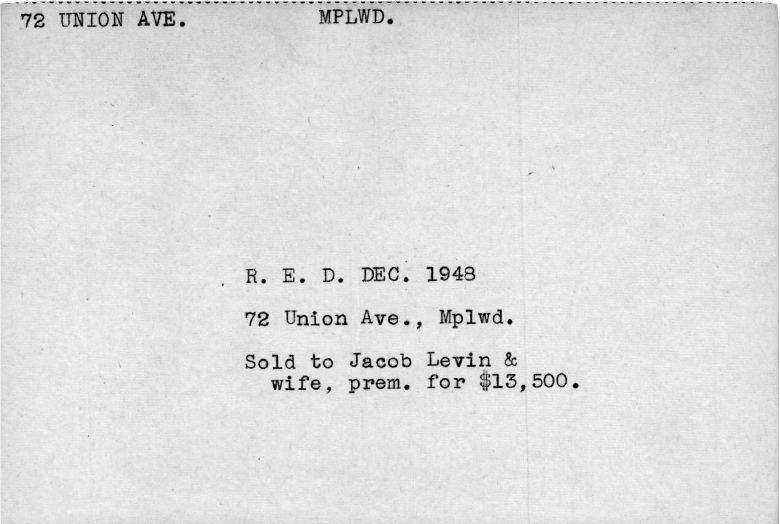 72 UNION AVE. MPLWD.
R. E. D. DEC. 1948
72 Union Ave., Mplwd.
Sold to Jacob Levin &
wife, prem. for $13,500.